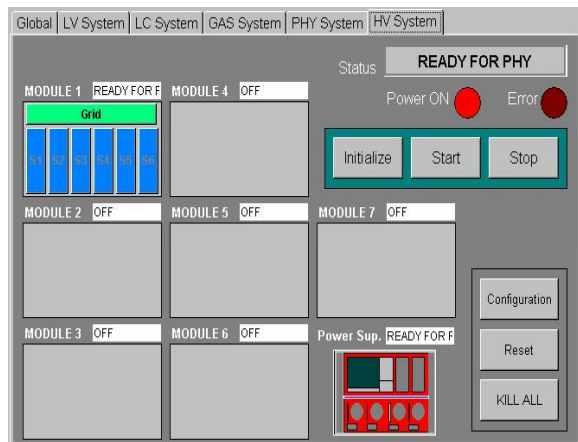 Global LV System LC System GAS System PHY System HV System
Status READY FOR PHY
MODULE 1 READY FOR F MODULE 4 OFF
Power ON Error
Grid
S1 S2 S3 S4 S5 S6
Initialize Start Stop
MODULE 2 OFF MODULE 5 OFF MODULE 7 OFF
Configuration
MODULE 3 OFF MODULE 6 OFF Power Sup. READY FOR F
Reset
KILL ALL